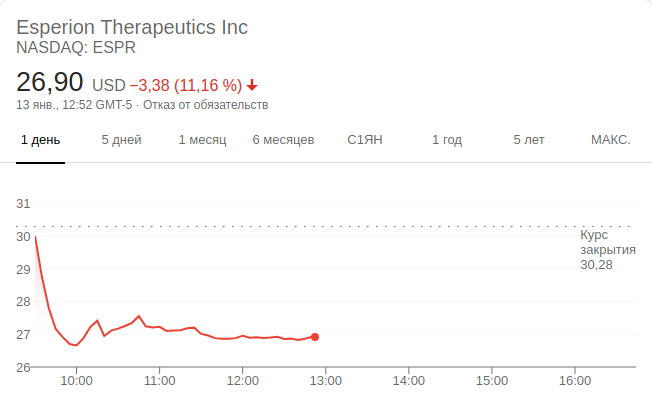 Esperion Therapeutics Inc
NASDAQ: ESPR
26,90 USD −3,38 (11,16 %)
13 янв., 12:52 GMT-5 · Отказ от обязательств
1 день 5 дней 1 месяц 6 месяцев С1ЯН 1 год 5 лет МАКС.
31
30
Курс
закрытия
30,28
29
28
27
26
10:00 11:00 12:00 13:00 14:00 15:00 16:00